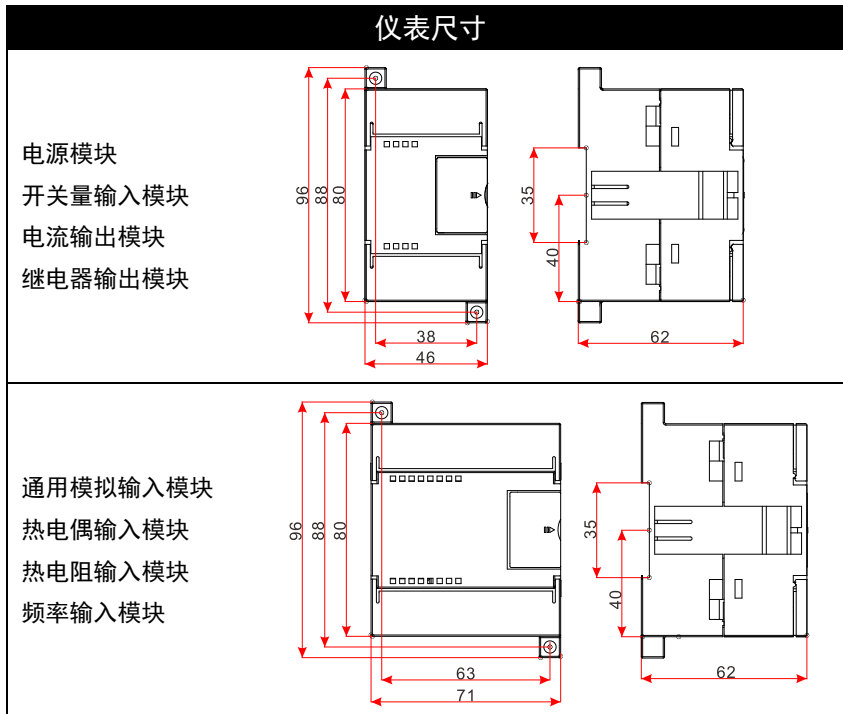 仪表尺寸
电源模块
开关量输入模块
电流输出模块
继电器输出模块
96
88
80
38
46
35
40
62
通用模拟输入模块
热电偶输入模块
热电阻输入模块
频率输入模块
96
88
80
63
71
35
40
62